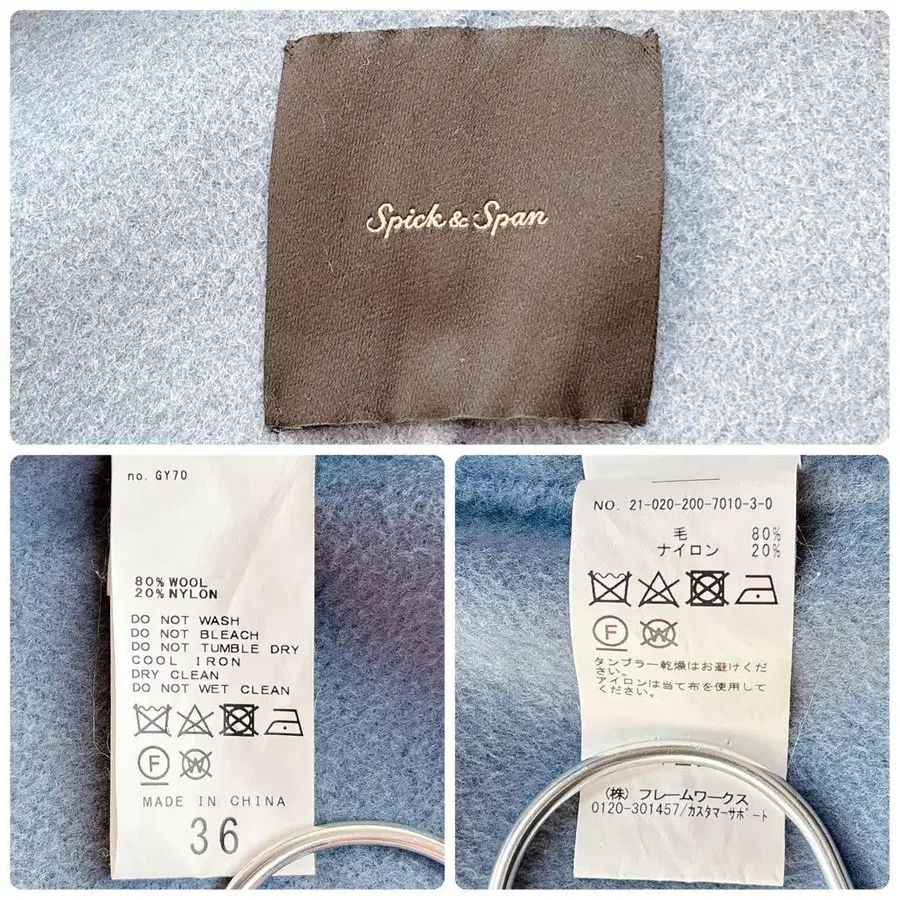 Spick & Span
no. GY70
80% WOOL
20% NYLON
DO NOT WASH
DO NOT BLEACH
DO NOT TUMBLE DRY
COOL IRON
DRY CLEAN
DO NOT WET CLEAN
F W
MADE IN CHINA
36
NO. 21-020-200-7010-3-0
毛 80%
ナイロン 20%
F W
タンブラー乾燥はお避けくだ
さい。
アイロンは当て布を使用して
ください。
(株) フレームワークス
0120-301457/カスタマーサポート